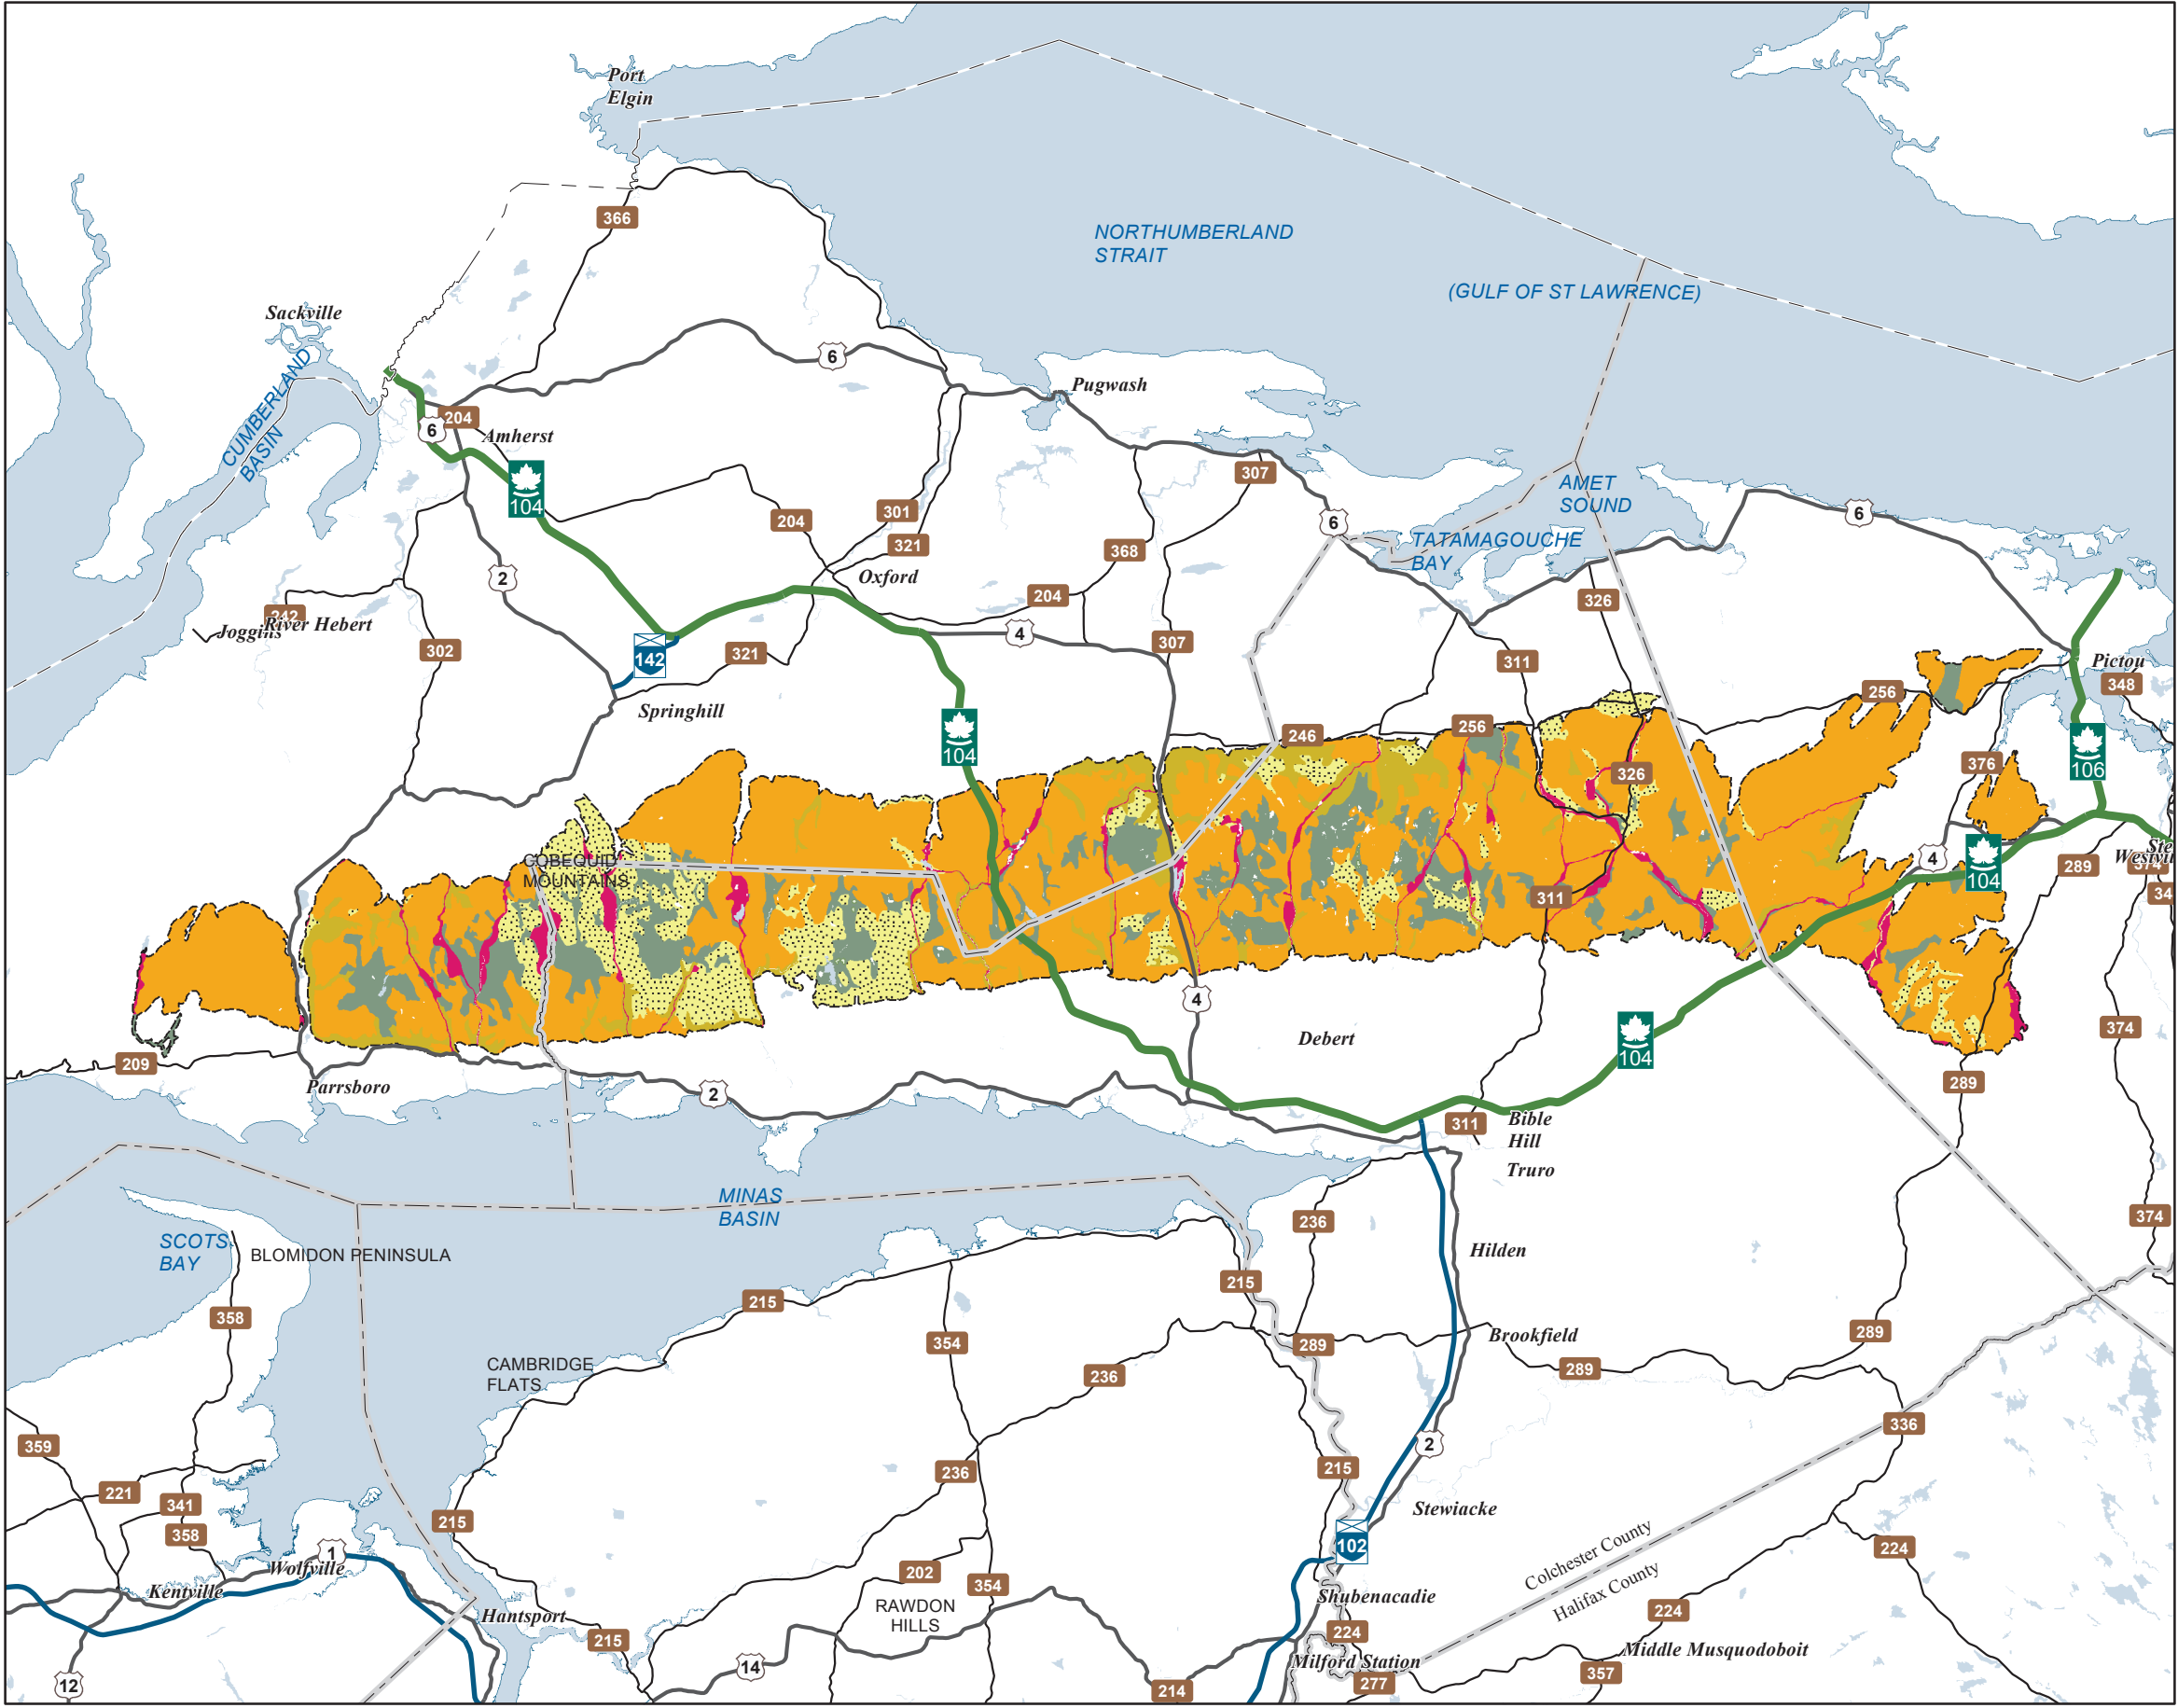 Port
Elgin
366
NORTHUMBERLAND
STRAIT
(GULF OF ST LAWRENCE)
Sackville
CUMBERLAND
BASIN
6
Pugwash
204
6
Amherst
104
307
AMET
SOUND
301
204
6
6
321
TATAMAGOUCHE
BAY
368
2
Oxford
204
326
242
River Hebert
Joggins
4
302
307
142
321
311
Pictou
348
256
Springhill
256
246
104
106
376
326
COBEQUID
MOUNTAINS
4
104
289
311
4
Debert
104
374
209
Parrsboro
2
289
311
Bible
Hill
Truro
MINAS
BASIN
236
374
SCOTS
BAY
BLOMIDON PENINSULA
Hilden
215
215
358
354
289
Brookfield
289
289
CAMBRIDGE
FLATS
236
336
359
2
236
215
221
341
Stewiacke
215
358
102
224
1
Wolfville
Colchester County
Halifax County
202
354
Kentville
Shubenacadie
RAWDON
HILLS
224
Hantsport
224
215
Middle Musquodoboit
Milford Station
14
357
12
277
214